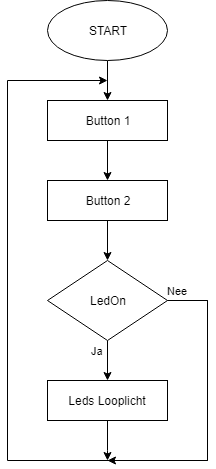 START
Button 1
Button 2
LedOn
Nee
Ja
Leds Looplicht